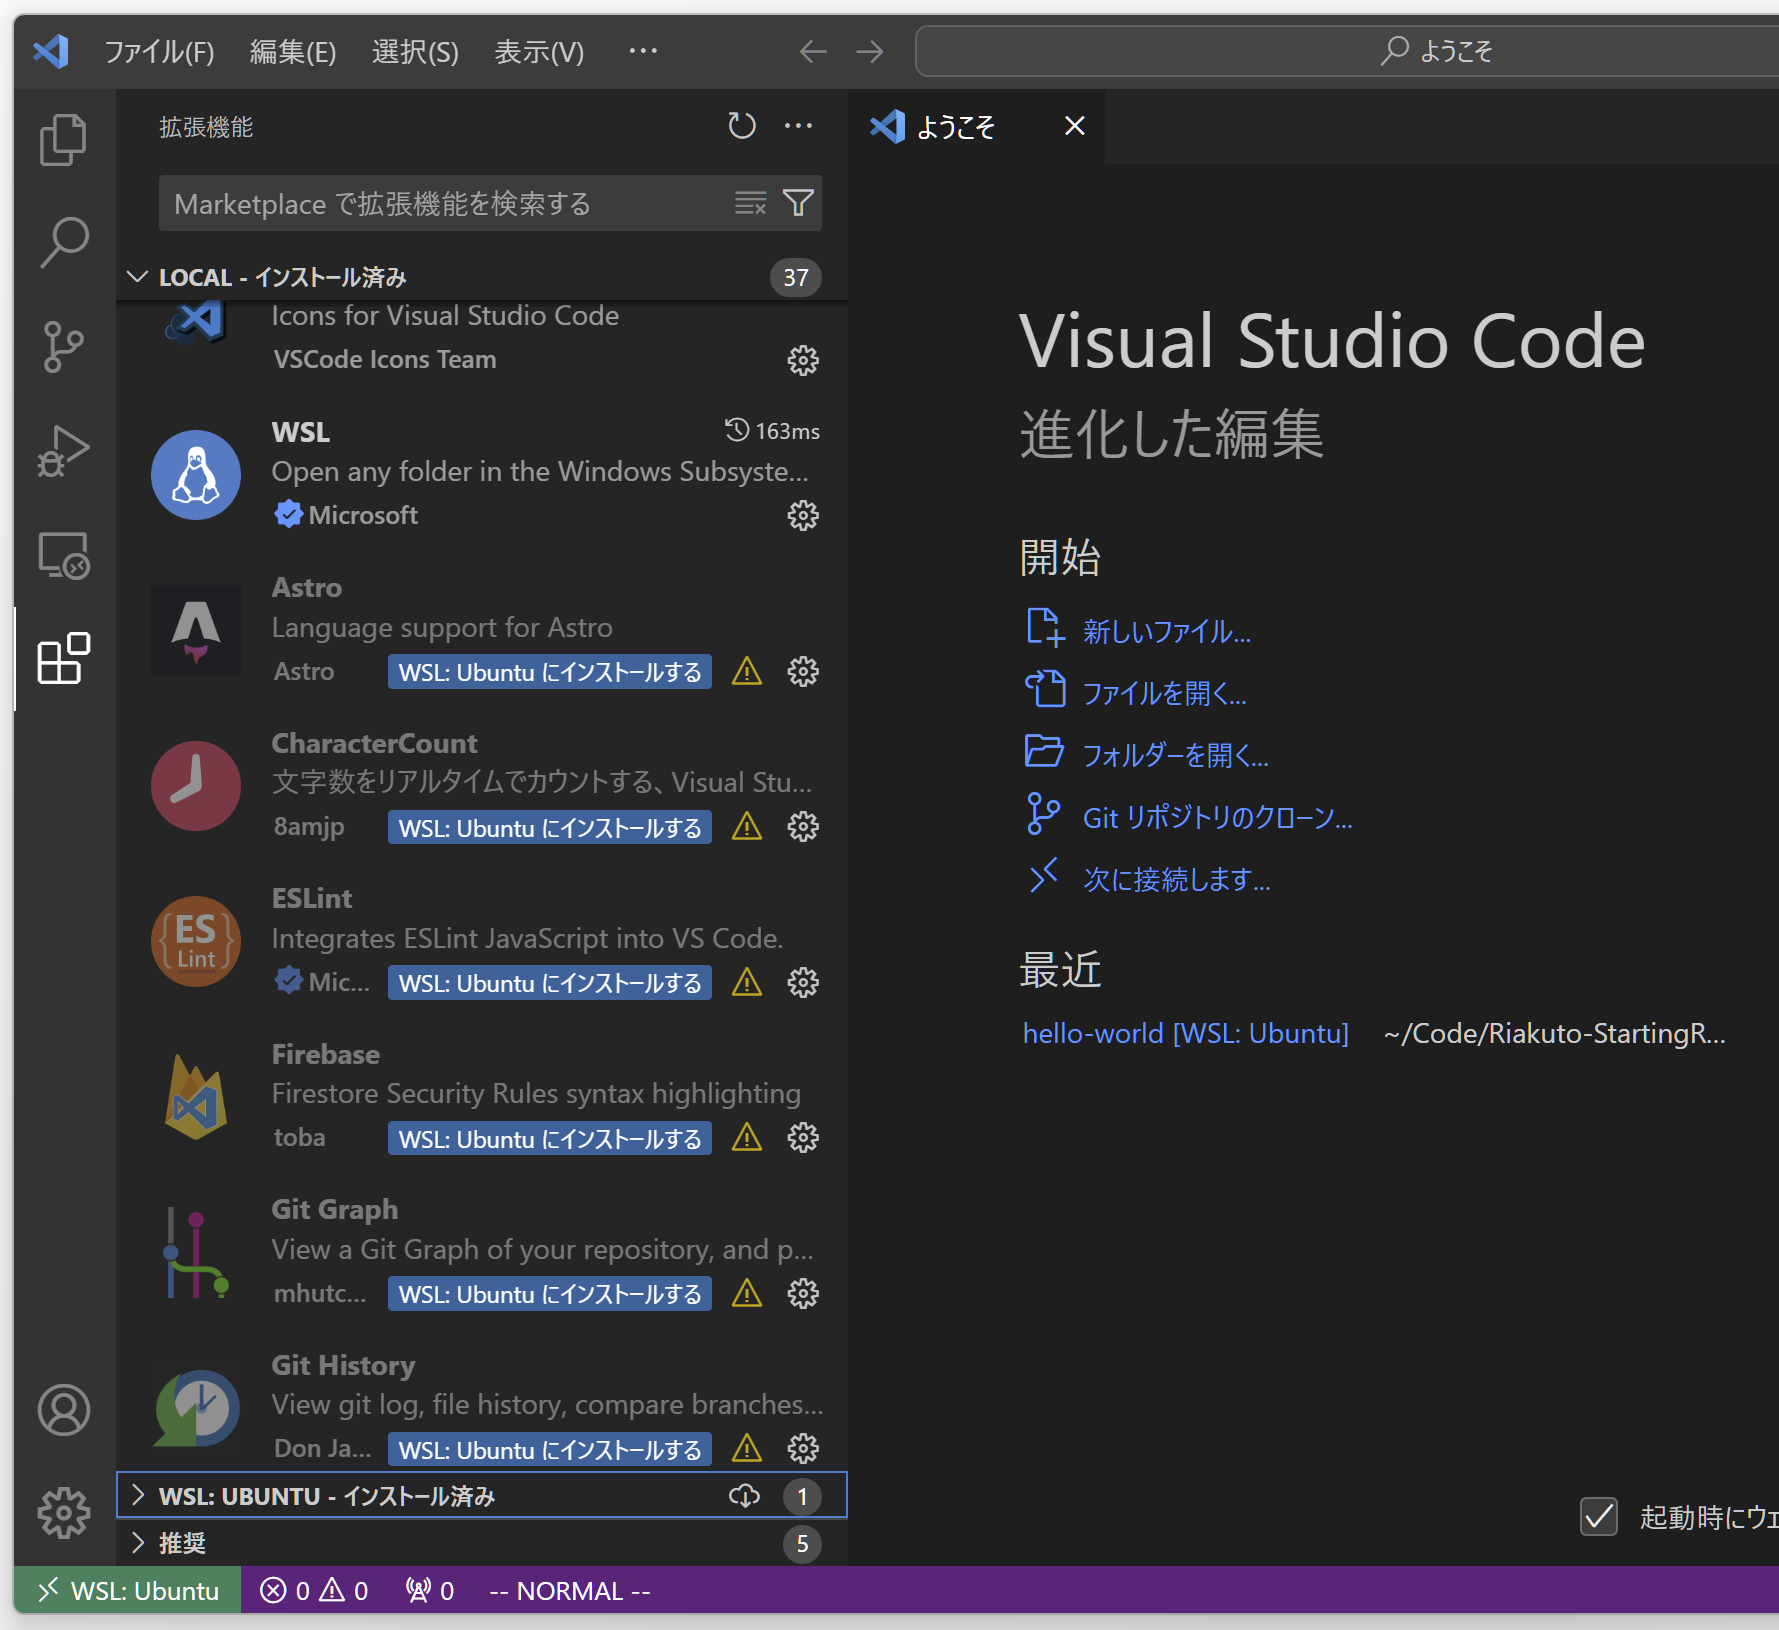 ファイル(F) 編集(E) 選択(S) 表示(V) … ようこそ
拡張機能
Marketplace で拡張機能を検索する
LOCAL - インストール済み 37
Icons for Visual Studio Code
VSCode Icons Team
WSL 163ms
Open any folder in the Windows Subsyste...
Microsoft
Astro
Language support for Astro
Astro WSL: Ubuntu にインストールする
CharacterCount
文字数をリアルタイムでカウントする、Visual Stu...
8amjp WSL: Ubuntu にインストールする
ESLint
Integrates ESLint JavaScript into VS Code.
Mic... WSL: Ubuntu にインストールする
ES
Lint
Firebase
Firestore Security Rules syntax highlighting
toba WSL: Ubuntu にインストールする
Git Graph
View a Git Graph of your repository, and p...
mhutc... WSL: Ubuntu にインストールする
Git History
View git log, file history, compare branches...
Don Ja... WSL: Ubuntu にインストールする
WSL: UBUNTU - インストール済み 1
推奨 5
ようこそ
Visual Studio Code
進化した編集
開始
新しいファイル...
ファイルを開く...
フォルダーを開く...
Git リポジトリのクローン...
次に接続します...
最近
hello-world [WSL: Ubuntu] ~/Code/Riakuto-StartingR...
起動時にウェ
WSL: Ubuntu 0 0 0 -- NORMAL --